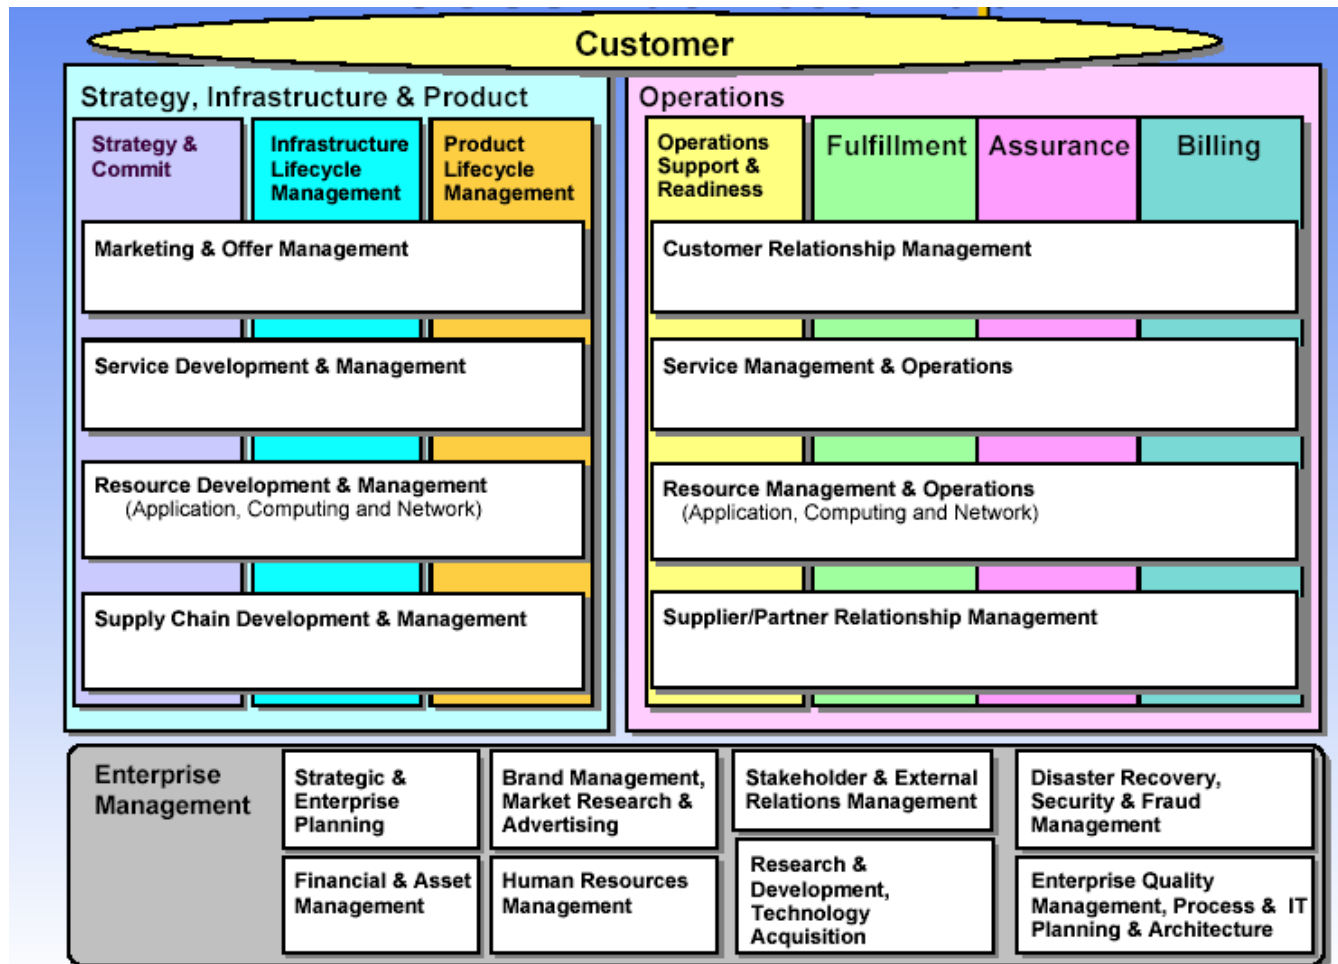 Customer
Strategy, Infrastructure & Product
Strategy &
Commit
Infrastructure
Lifecycle
Management
Product
Lifecycle
Management
Marketing & Offer Management
Service Development & Management
Resource Development & Management
(Application, Computing and Network)
Supply Chain Development & Management
Operations
Operations
Support &
Readiness
Fulfillment
Assurance
Billing
Customer Relationship Management
Service Management & Operations
Resource Management & Operations
(Application, Computing and Network)
Supplier/Partner Relationship Management
Enterprise
Management
Strategic &
Enterprise
Planning
Brand Management,
Market Research &
Advertising
Stakeholder & External
Relations Management
Disaster Recovery,
Security & Fraud
Management
Financial & Asset
Management
Human Resources
Management
Research &
Development,
Technology
Acquisition
Enterprise Quality
Management, Process & IT
Planning & Architecture